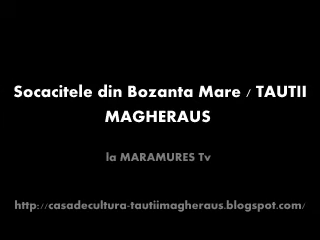 Socacitele din Bozanta Mare / TAUTII
MAGHERAUS
la MARAMURES Tv
http://casadecultura-tautiimagheraus.blogspot.com/